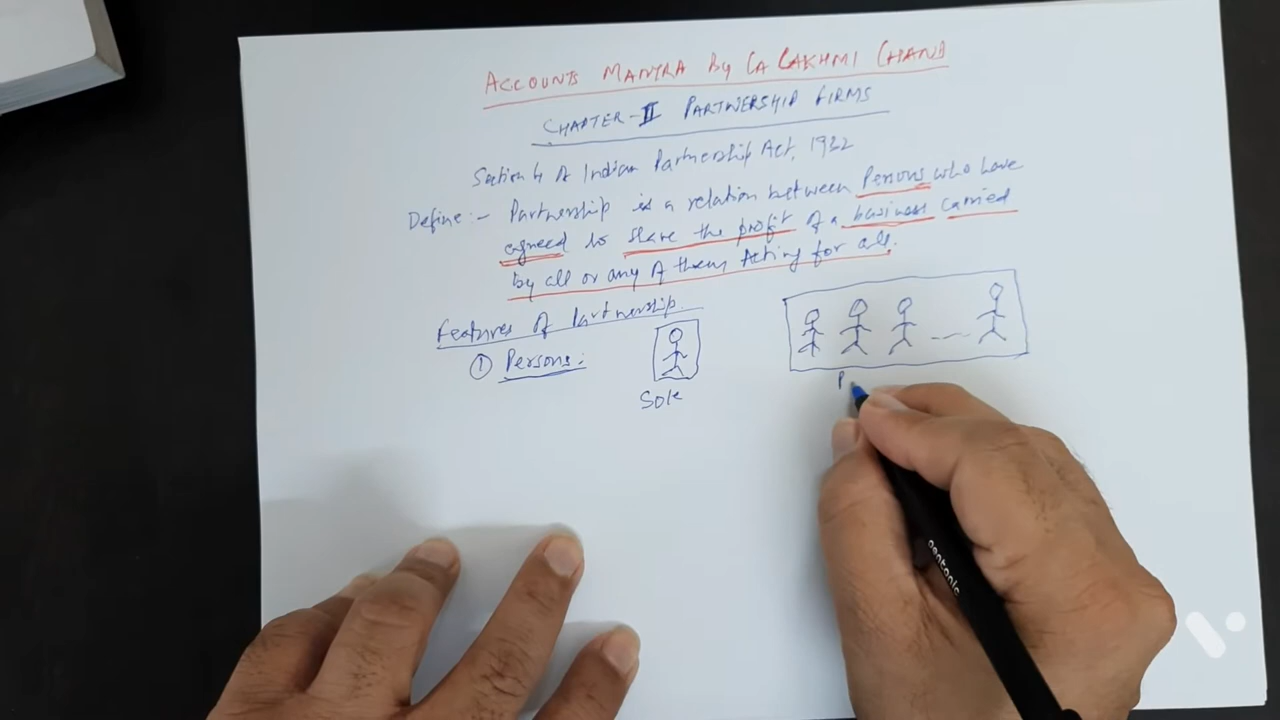 ACCOUNTS MANTRA By CA LAKHMI CHAND
CHAPTER-II PARTNERSHIP FIRMS
Section 4 of Indian Partnership Act, 1932
Define:- Partnership is a relation between Persons who have
agreed to share the profit of a business carried
by all or any of them Acting for all.
Features of Partnership.
① Persons:
Sole
P
pentonic